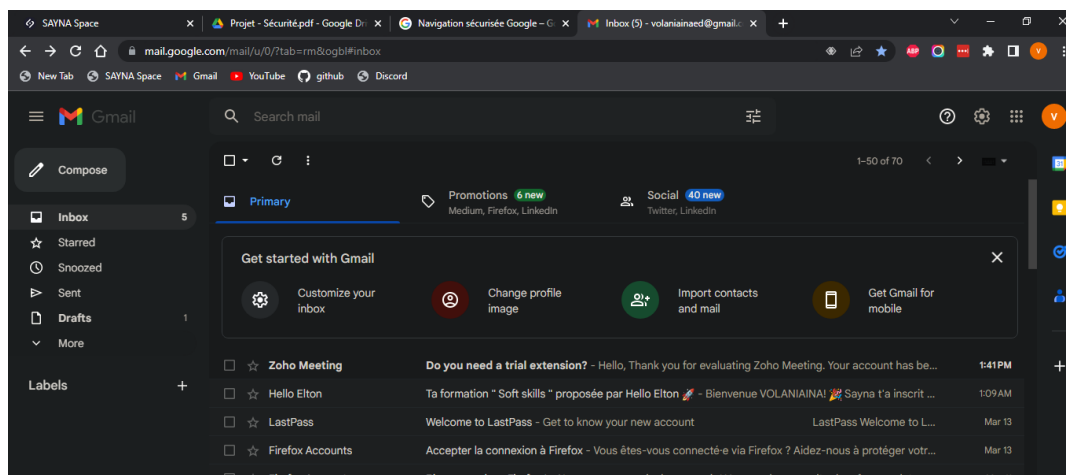 SAYNA Space
Projet - Sécurité.pdf - Google Dri
Navigation sécurisée Google – G
Inbox (5) - volaniainaed@gmail.c
mail.google.com/mail/u/0/?tab=rm&ogbl#inbox
New Tab SAYNA Space Gmail YouTube github Discord
Gmail
Search mail
Compose
1–50 of 70
Inbox 5
Starred
Snoozed
Sent
Drafts 1
More
Labels
Primary
Promotions 6 new
Medium, Firefox, LinkedIn
Social 40 new
Twitter, LinkedIn
Get started with Gmail
Customize your
inbox
Change profile
image
Import contacts
and mail
Get Gmail for
mobile
Zoho Meeting Do you need a trial extension? - Hello, Thank you for evaluating Zoho Meeting. Your account has be... 1:41 PM
Hello Elton Ta formation " Soft skills " proposée par Hello Elton 🚀 - Bienvenue VOLANIAINA! 🎉 Sayna t'a inscrit ... 1:09 AM
LastPass Welcome to LastPass - Get to know your new account LastPass Welcome to L... Mar 13
Firefox Accounts Accepter la connexion à Firefox - Vous êtes-vous connecté·e via Firefox ? Aidez-nous à protéger votr... Mar 13
V
V
ABP
31